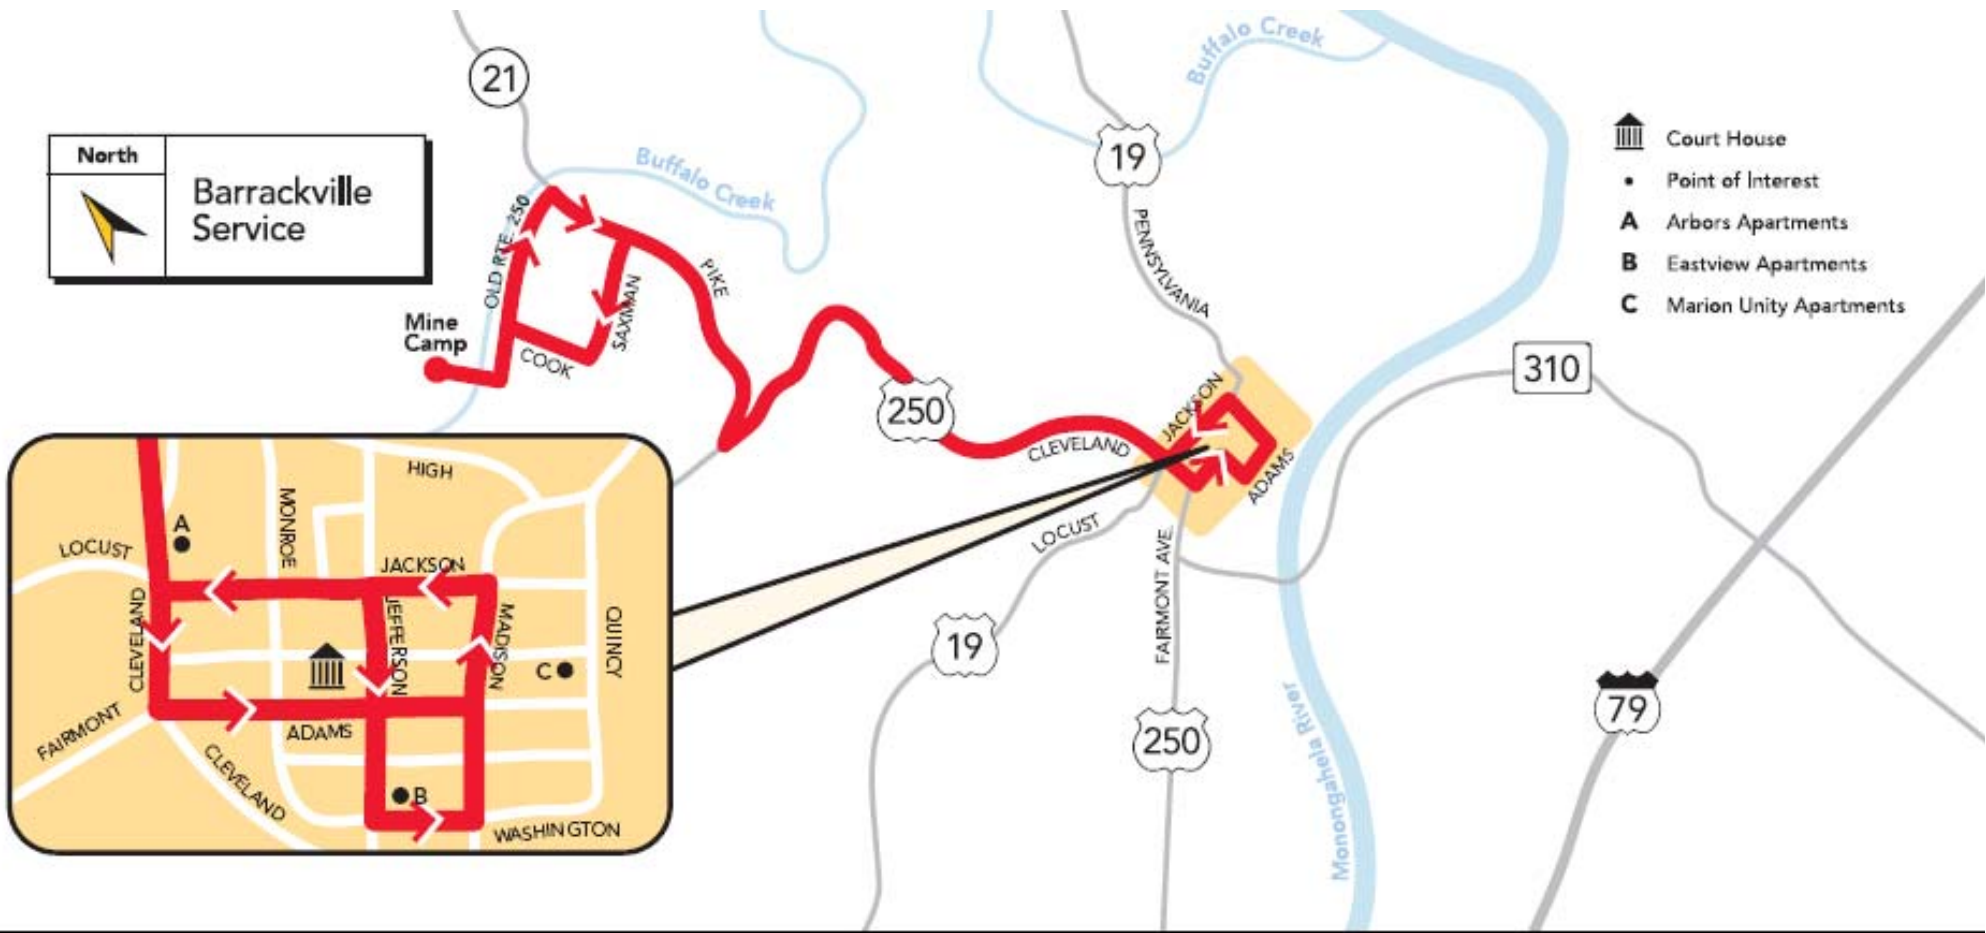 21
Buffalo Creek
19
North
Barrackville
Service
Buffalo Creek
OLD RTE. 250
PIKE
SAXMAN
COOK
Mine
Camp
250
PENNSYLVANIA
JACKSON
CLEVELAND
ADAMS
LOCUST
FAIRMONT AVE.
19
250
310
79
Monongahela River
Court House
Point of Interest
A Arbors Apartments
B Eastview Apartments
C Marion Unity Apartments
HIGH
MONROE
A
LOCUST
JACKSON
CLEVELAND
JEFFERSON
MADISON
QUINCY
C
ADAMS
FAIRMONT
CLEVELAND
B
WASHINGTON